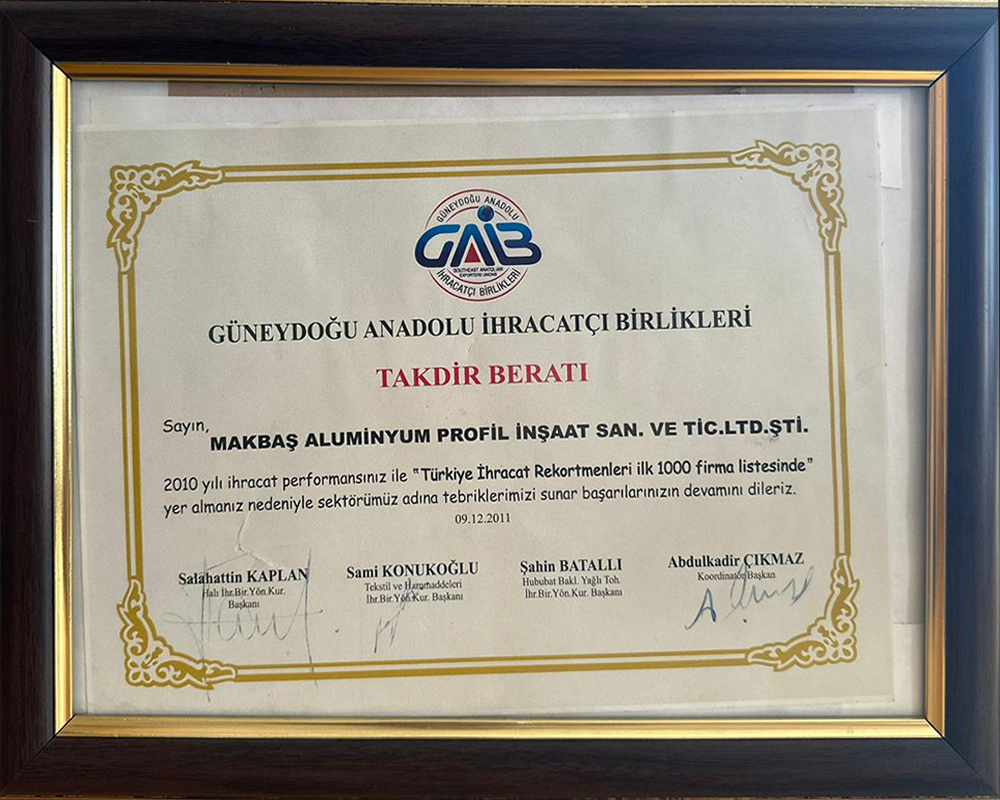 GÜNEYDOĞU ANADOLU
GAİB
SOUTHEAST ANATOLIAN
EXPORTERS UNIONS
İHRACATÇI BİRLİKLERİ
GÜNEYDOĞU ANADOLU İHRACATÇI BİRLİKLERİ
TAKDİR BERATI
Sayın,
MAKBAŞ ALUMİNYUM PROFİL İNŞAAT SAN. VE TİC.LTD.ŞTİ.
2010 yılı ihracat performansınız ile "Türkiye İhracat Rekortmenleri ilk 1000 firma listesinde"
yer almanız nedeniyle sektörümüz adına tebriklerimizi sunar başarılarınızın devamını dileriz.
09.12.2011
Salahattin KAPLAN
Halı İhr.Bir.Yön.Kur.
Başkanı
Sami KONUKOĞLU
Tekstil ve Hammaddeleri
İhr.Bir.Yön.Kur. Başkanı
Şahin BATALLI
Hububat Bakl. Yağlı Toh.
İhr.Bir.Yön.Kur. Başkanı
Abdulkadir ÇIKMAZ
Koordinatör Başkan